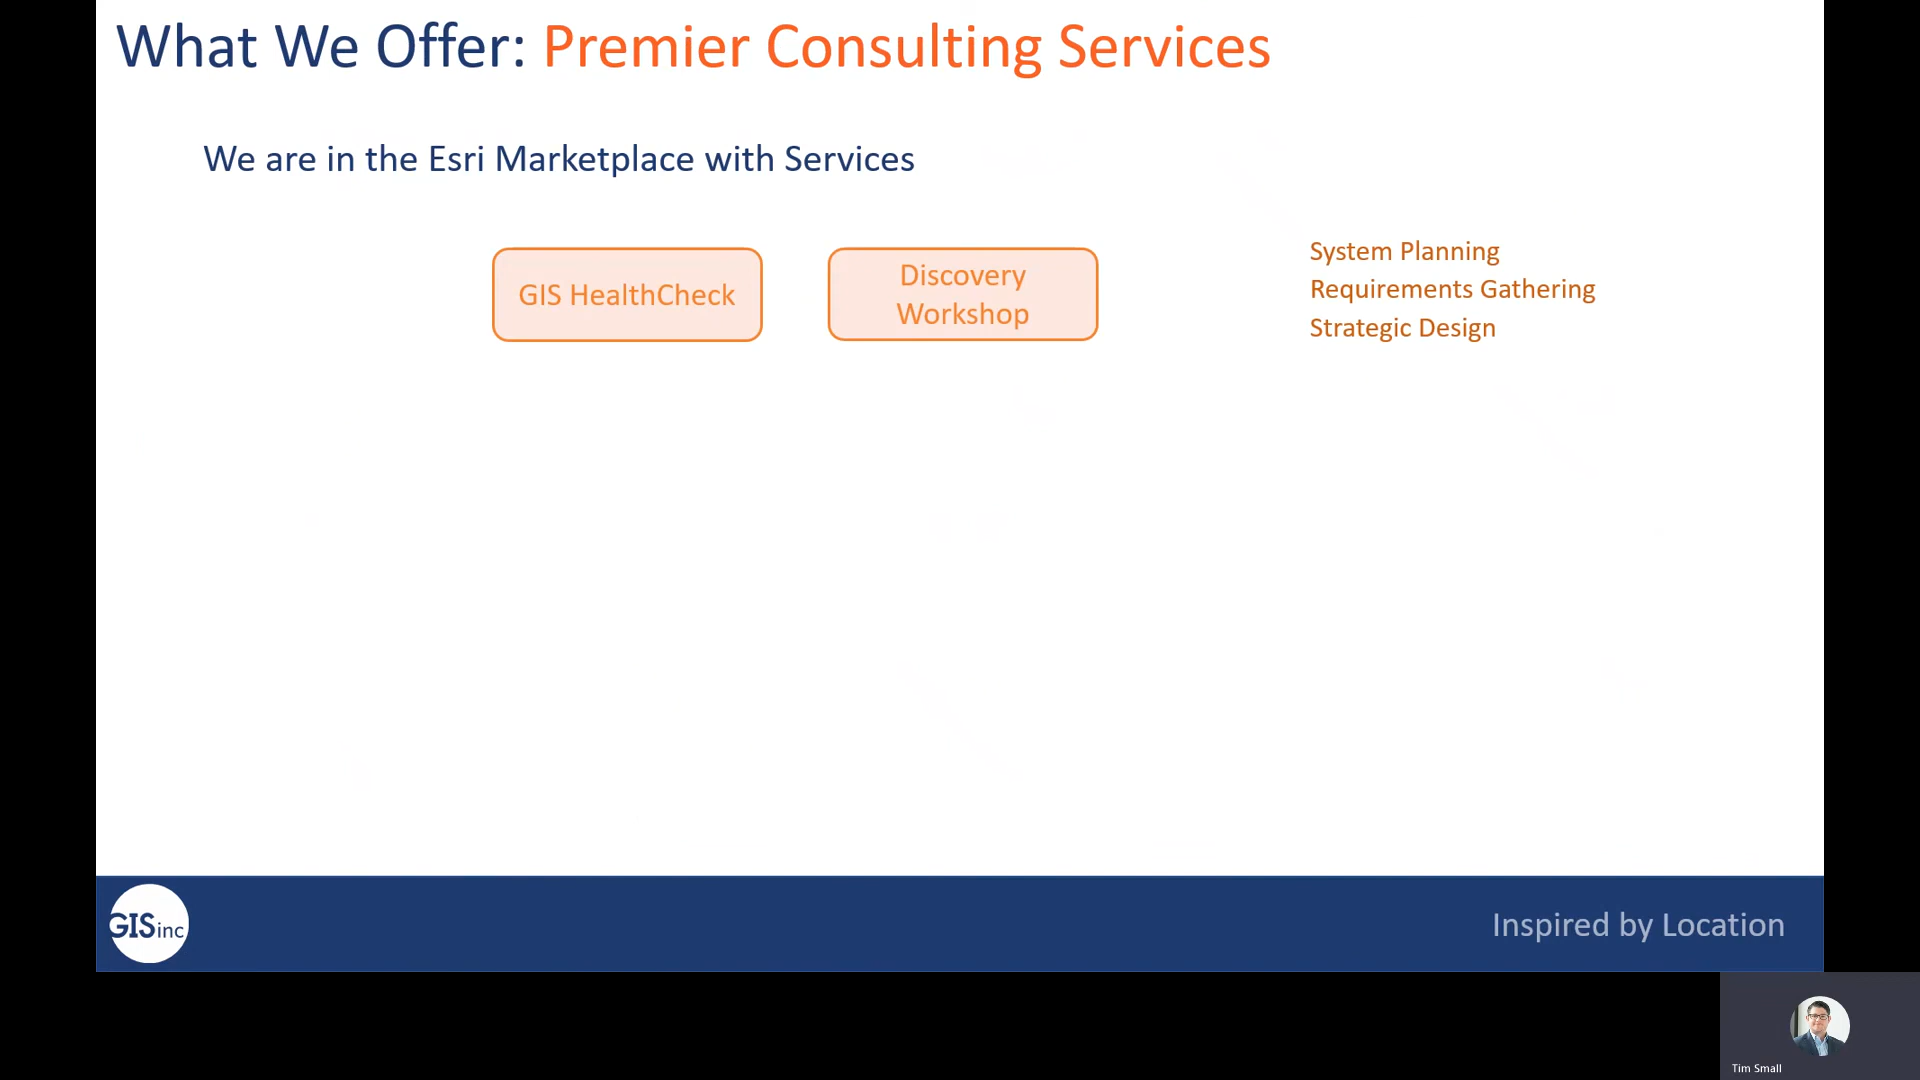 What We Offer: Premier Consulting Services
We are in the Esri Marketplace with Services
GIS HealthCheck
Discovery
Workshop
System Planning
Requirements Gathering
Strategic Design
GISinc
Inspired by Location
Tim Small